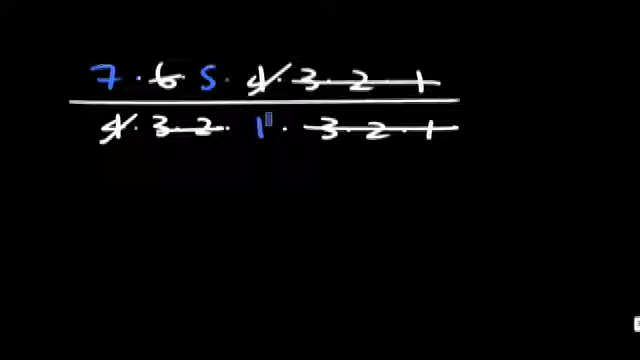 7 · 6 5 · 4 · 3 · 2 · 1
4 · 3 · 2 · 1 · 3 · 2 · 1